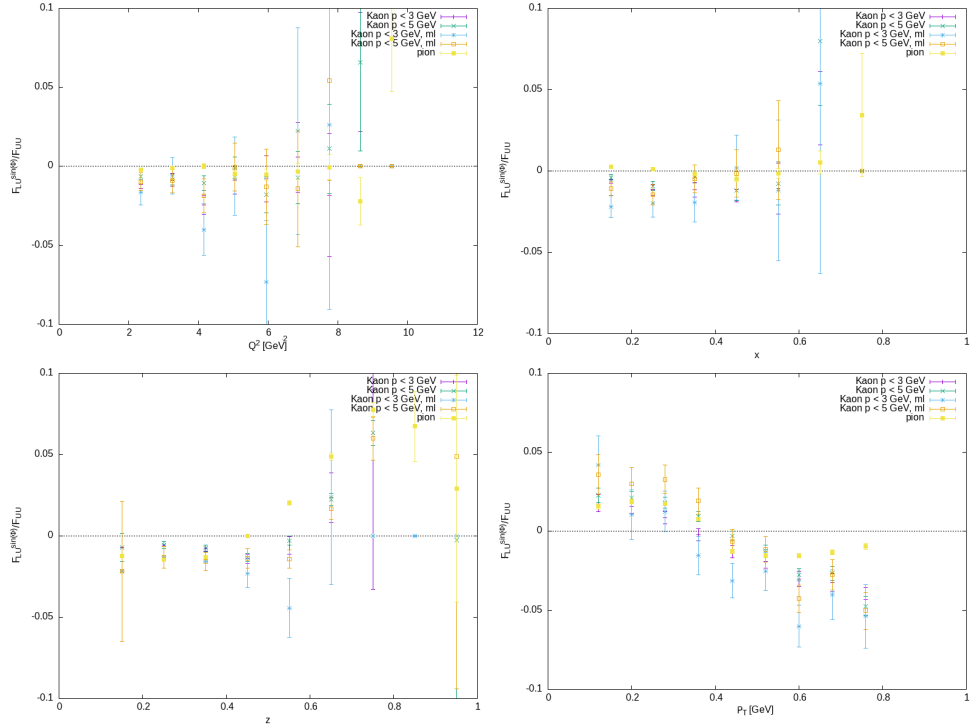 0.1
0.05
0
-0.05
-0.1
F_LU^sin(Φ)/F_UU
0 2 4 6 8 10 12
Q^2 [GeV]^2
Kaon p < 3 GeV
Kaon p < 5 GeV
Kaon p < 3 GeV, ml
Kaon p < 5 GeV, ml
pion
0.1
0.05
0
-0.05
-0.1
F_LU^sin(Φ)/F_UU
0 0.2 0.4 0.6 0.8 1
x
Kaon p < 3 GeV
Kaon p < 5 GeV
Kaon p < 3 GeV, ml
Kaon p < 5 GeV, ml
pion
0.1
0.05
0
-0.05
-0.1
F_LU^sin(Φ)/F_UU
0 0.2 0.4 0.6 0.8 1
z
Kaon p < 3 GeV
Kaon p < 5 GeV
Kaon p < 3 GeV, ml
Kaon p < 5 GeV, ml
pion
0.1
0.05
0
-0.05
-0.1
F_LU^sin(Φ)/F_UU
0 0.2 0.4 0.6 0.8 1
P_T [GeV]
Kaon p < 3 GeV
Kaon p < 5 GeV
Kaon p < 3 GeV, ml
Kaon p < 5 GeV, ml
pion